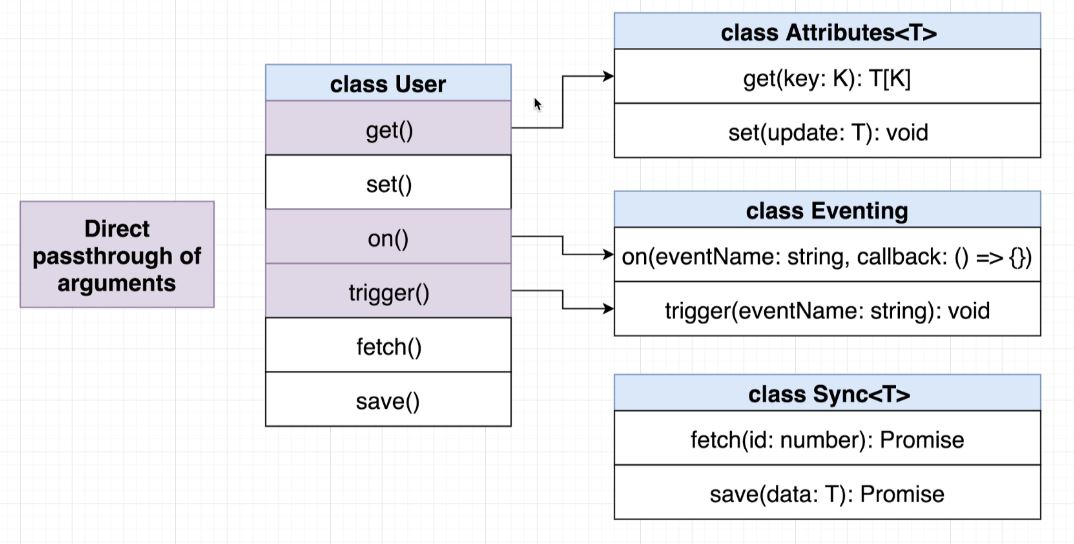 Direct
passthrough of
arguments
class User
get()
set()
on()
trigger()
fetch()
save()
class Attributes<T>
get(key: K): T[K]
set(update: T): void
class Eventing
on(eventName: string, callback: () => {})
trigger(eventName: string): void
class Sync<T>
fetch(id: number): Promise
save(data: T): Promise